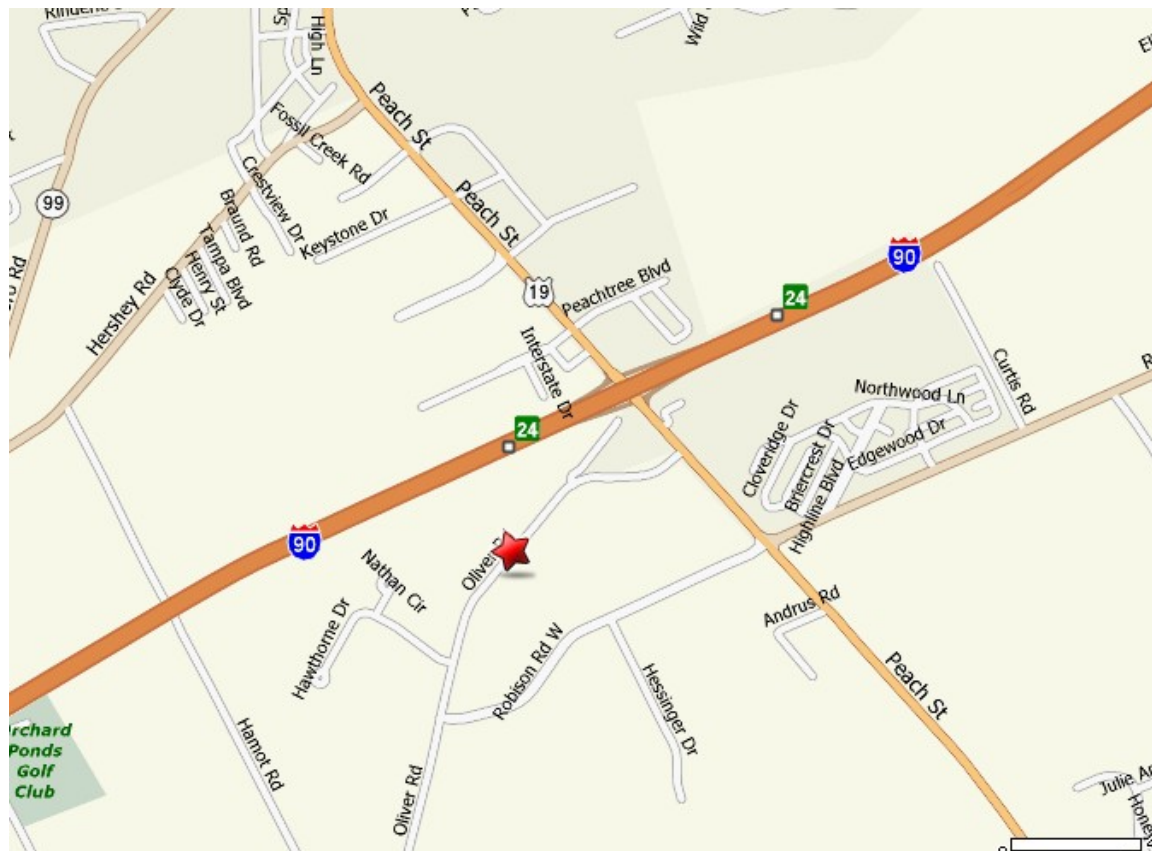 High Ln
Peach St
Fossil Creek Rd
Crestview Dr
Braund Rd
Tampa Blvd
Henry St
Clyde Dr
Keystone Dr
Peach St
99
Hershey Rd
19
Peachtree Blvd
Interstate Dr
24
90
24
90
Curtis Rd
Northwood Ln
Edgewood Dr
Cloveridge Dr
Briercrest Dr
Highline Blvd
Nathan Cir
Hawthorne Dr
Robison Rd W
Hessinger Dr
Andrus Rd
Peach St
Hamot Rd
Oliver Rd
rchard
Ponds
Golf
Club